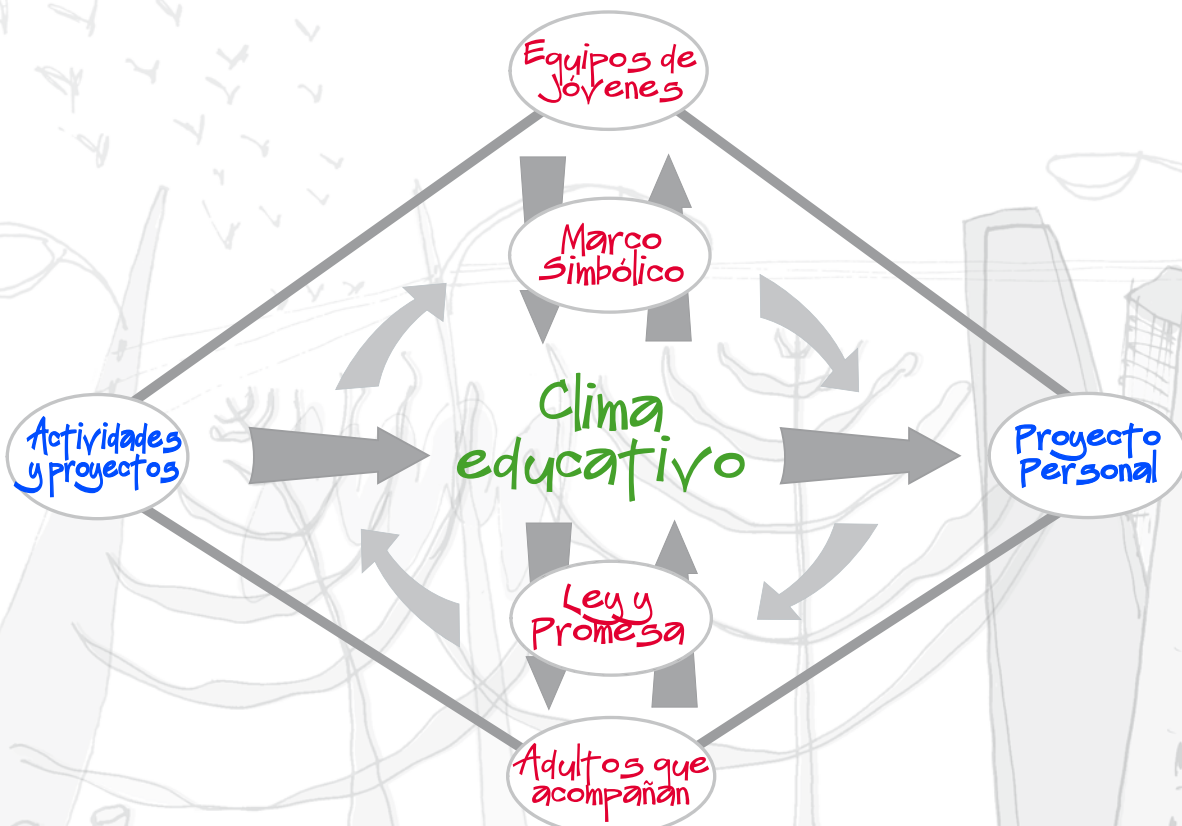 Equipos de
Jóvenes
Marco
Simbólico
Clima
educativo
Actividades
y proyectos
Proyecto
Personal
Ley y
Promesa
Adultos que
acompañan